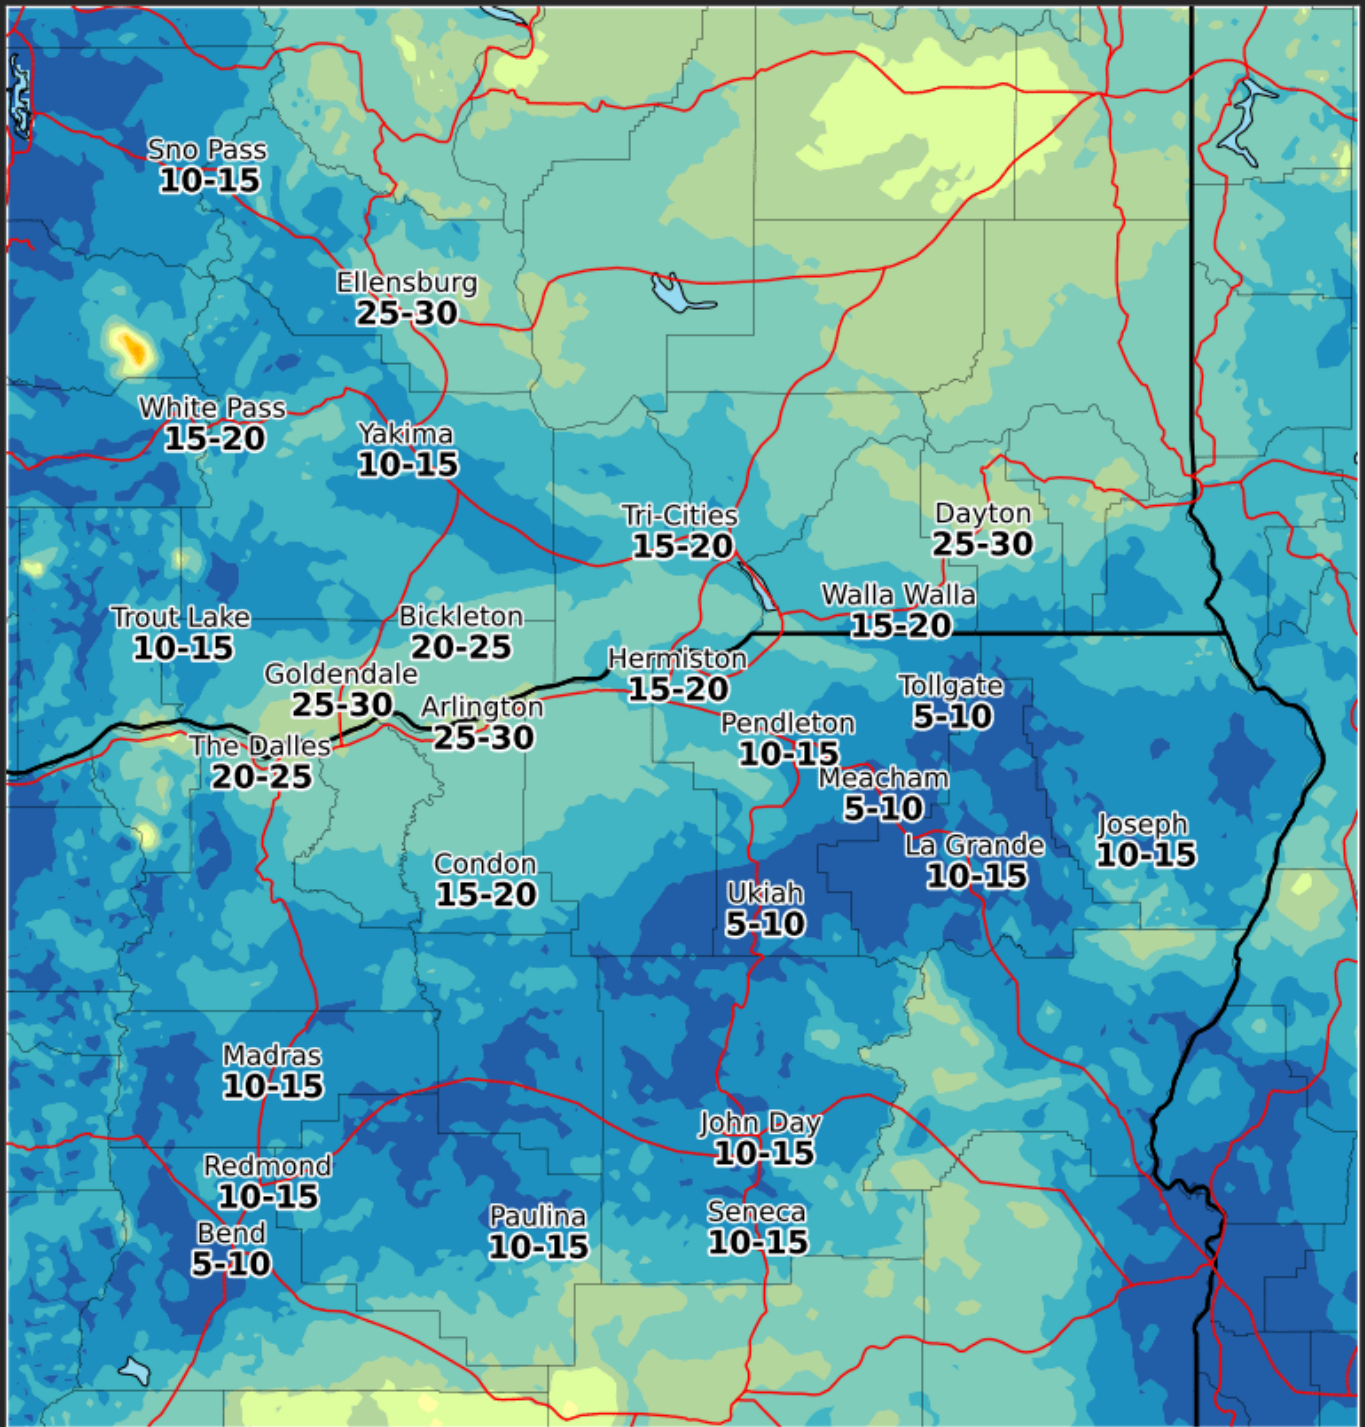 Sno Pass
10-15
Ellensburg
25-30
White Pass
15-20
Yakima
10-15
Tri-Cities
15-20
Dayton
25-30
Walla Walla
15-20
Trout Lake
10-15
Bickleton
20-25
Goldendale
25-30
Arlington
25-30
Hermiston
15-20
Tollgate
5-10
The Dalles
20-25
Pendleton
10-15
Meacham
5-10
Joseph
10-15
La Grande
10-15
Condon
15-20
Ukiah
5-10
Madras
10-15
John Day
10-15
Redmond
10-15
Bend
5-10
Paulina
10-15
Seneca
10-15